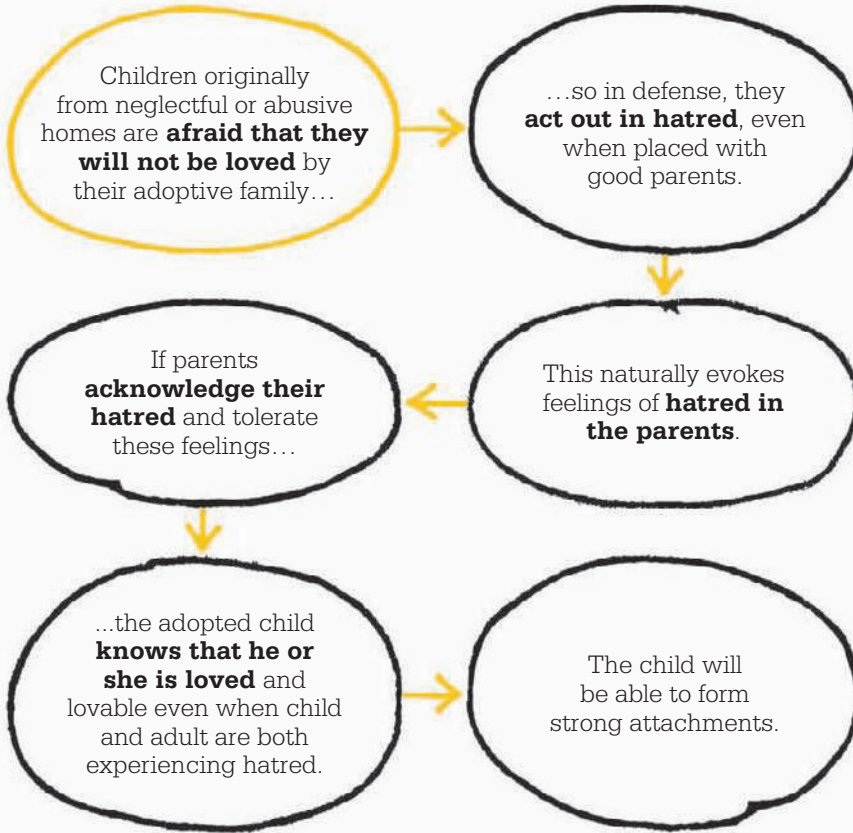 Children originally
from neglectful or abusive
homes are afraid that they
will not be loved by
their adoptive family…
…so in defense, they
act out in hatred, even
when placed with
good parents.
This naturally evokes
feelings of hatred in
the parents.
If parents
acknowledge their
hatred and tolerate
these feelings…
...the adopted child
knows that he or
she is loved and
lovable even when child
and adult are both
experiencing hatred.
The child will
be able to form
strong attachments.